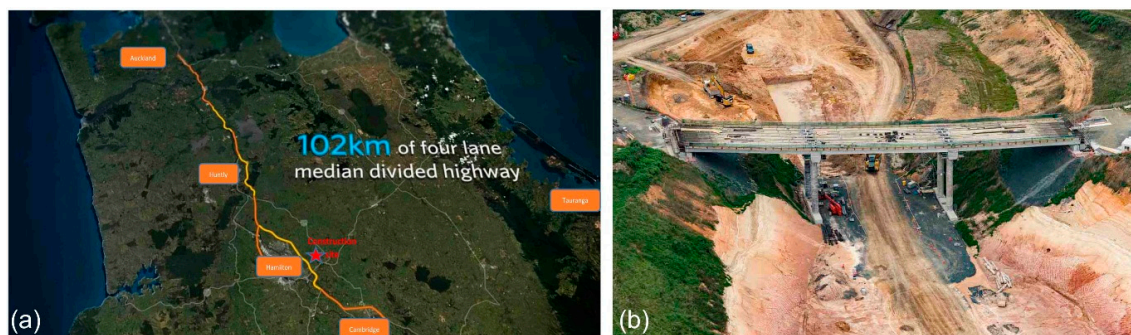 Auckland
102km of four lane
median divided highway
Huntly
Tauranga
Construction
site
Hamilton
Cambridge
(a)
(b)